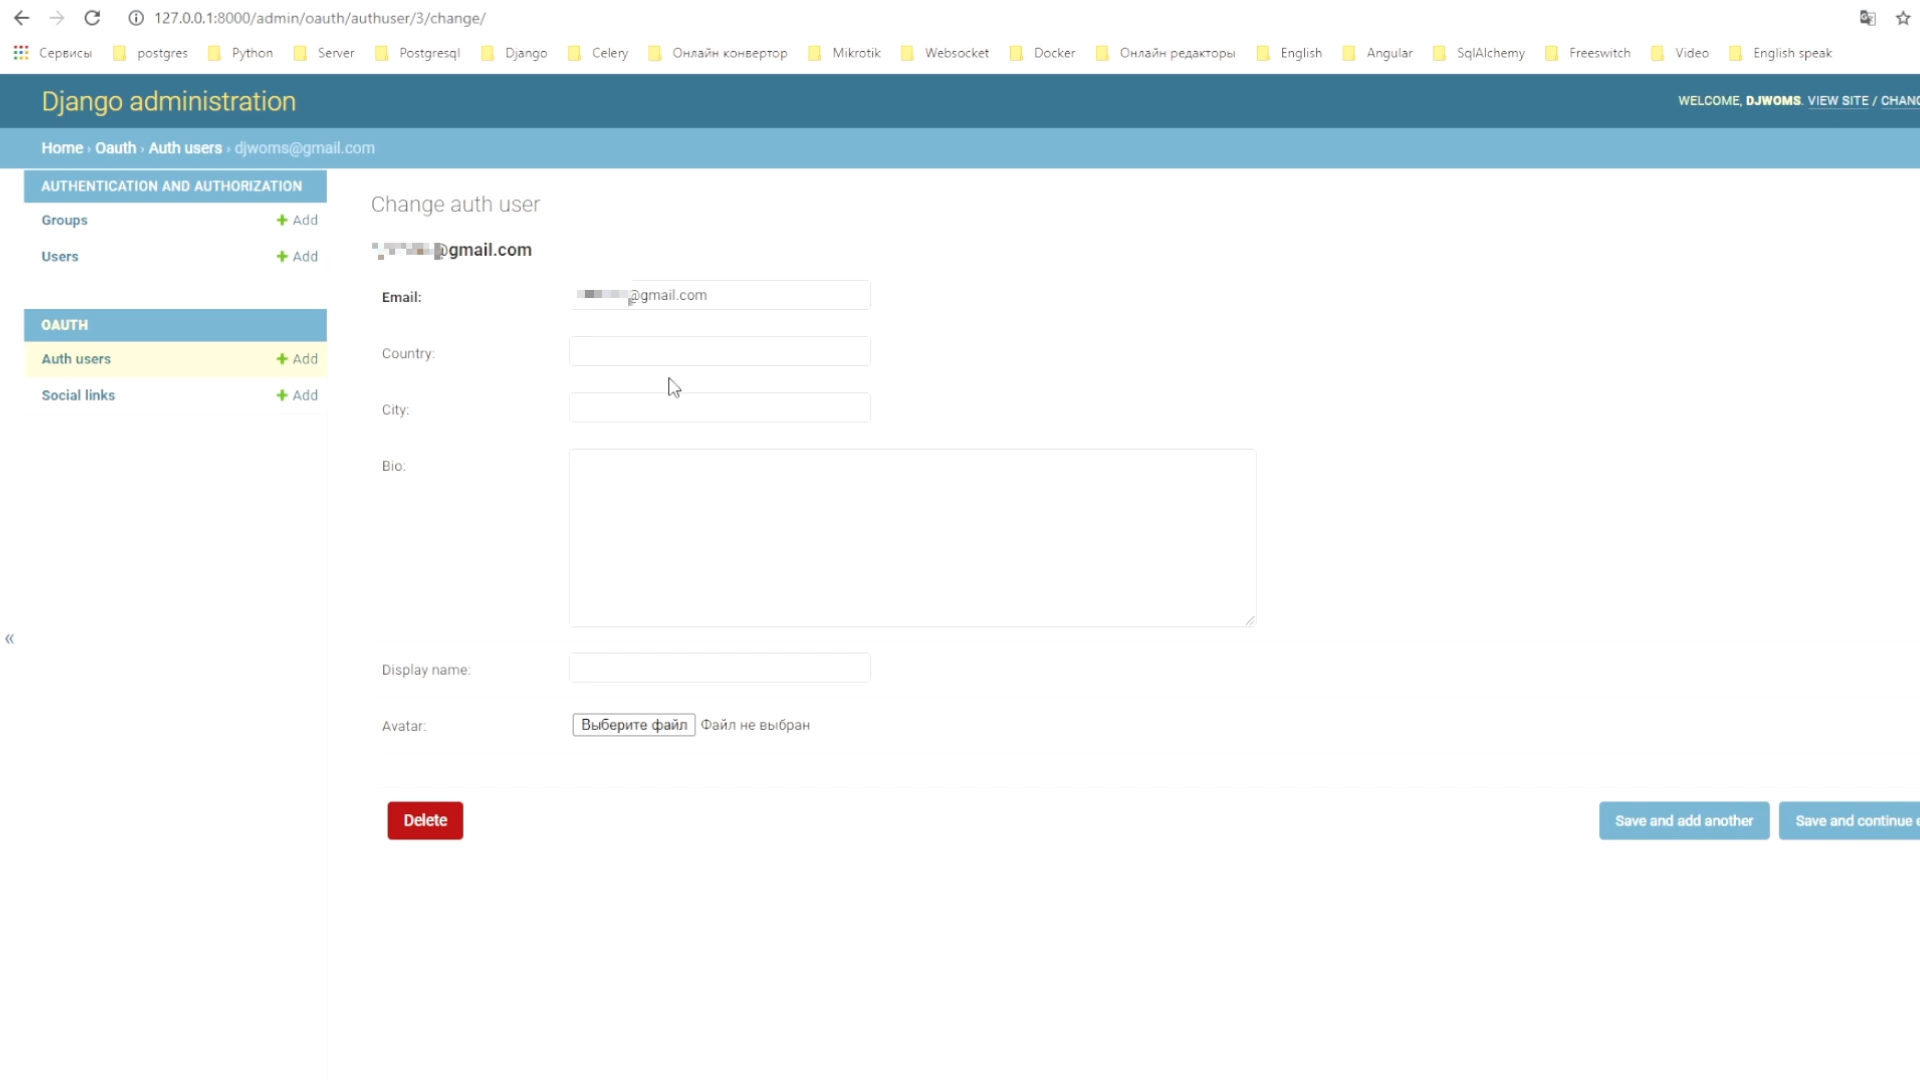 127.0.0.1:8000/admin/oauth/authuser/3/change/
Сервисы postgres Python Server Postgresql Django Celery Онлайн конвертор Mikrotik Websocket Docker Онлайн редакторы English Angular SqlAlchemy Freeswitch Video English speak
Django administration
WELCOME, DJWOMS. VIEW SITE / CHANG
Home › Oauth › Auth users › djwoms@gmail.com
AUTHENTICATION AND AUTHORIZATION
Groups + Add
Users + Add
OAUTH
Auth users + Add
Social links + Add
«
Change auth user
@gmail.com
Email: @gmail.com
Country:
City:
Bio:
Display name:
Avatar: Выберите файл Файл не выбран
Delete
Save and add another
Save and continue e